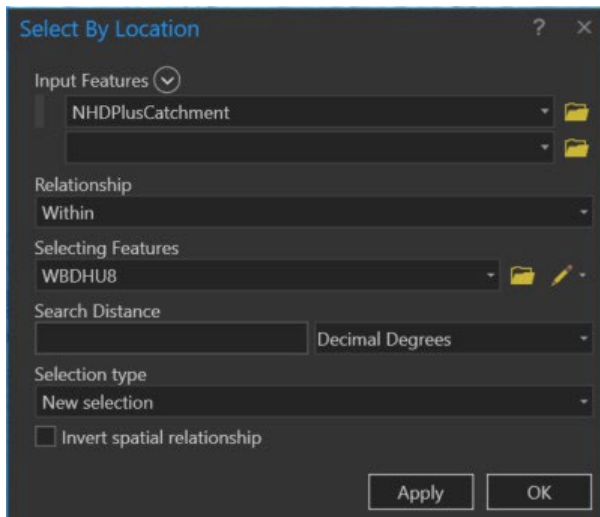 Select By Location ? ×
Input Features
NHDPlusCatchment
Relationship
Within
Selecting Features
WBDHU8
Search Distance
Decimal Degrees
Selection type
New selection
Invert spatial relationship
Apply OK